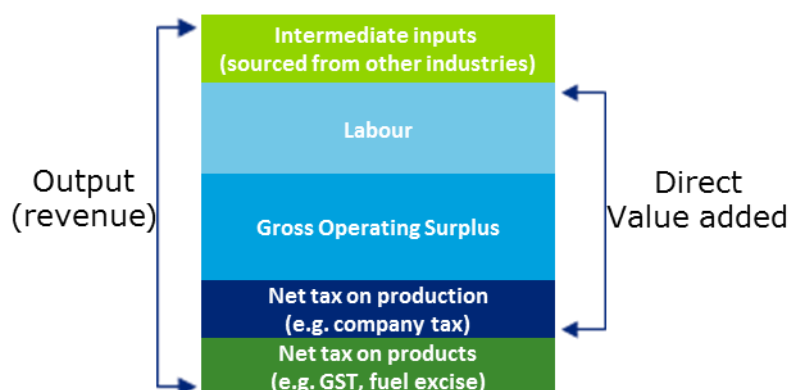 Intermediate inputs
(sourced from other industries)
Labour
Output
(revenue)
Direct
Value added
Gross Operating Surplus
Net tax on production
(e.g. company tax)
Net tax on products
(e.g. GST, fuel excise)